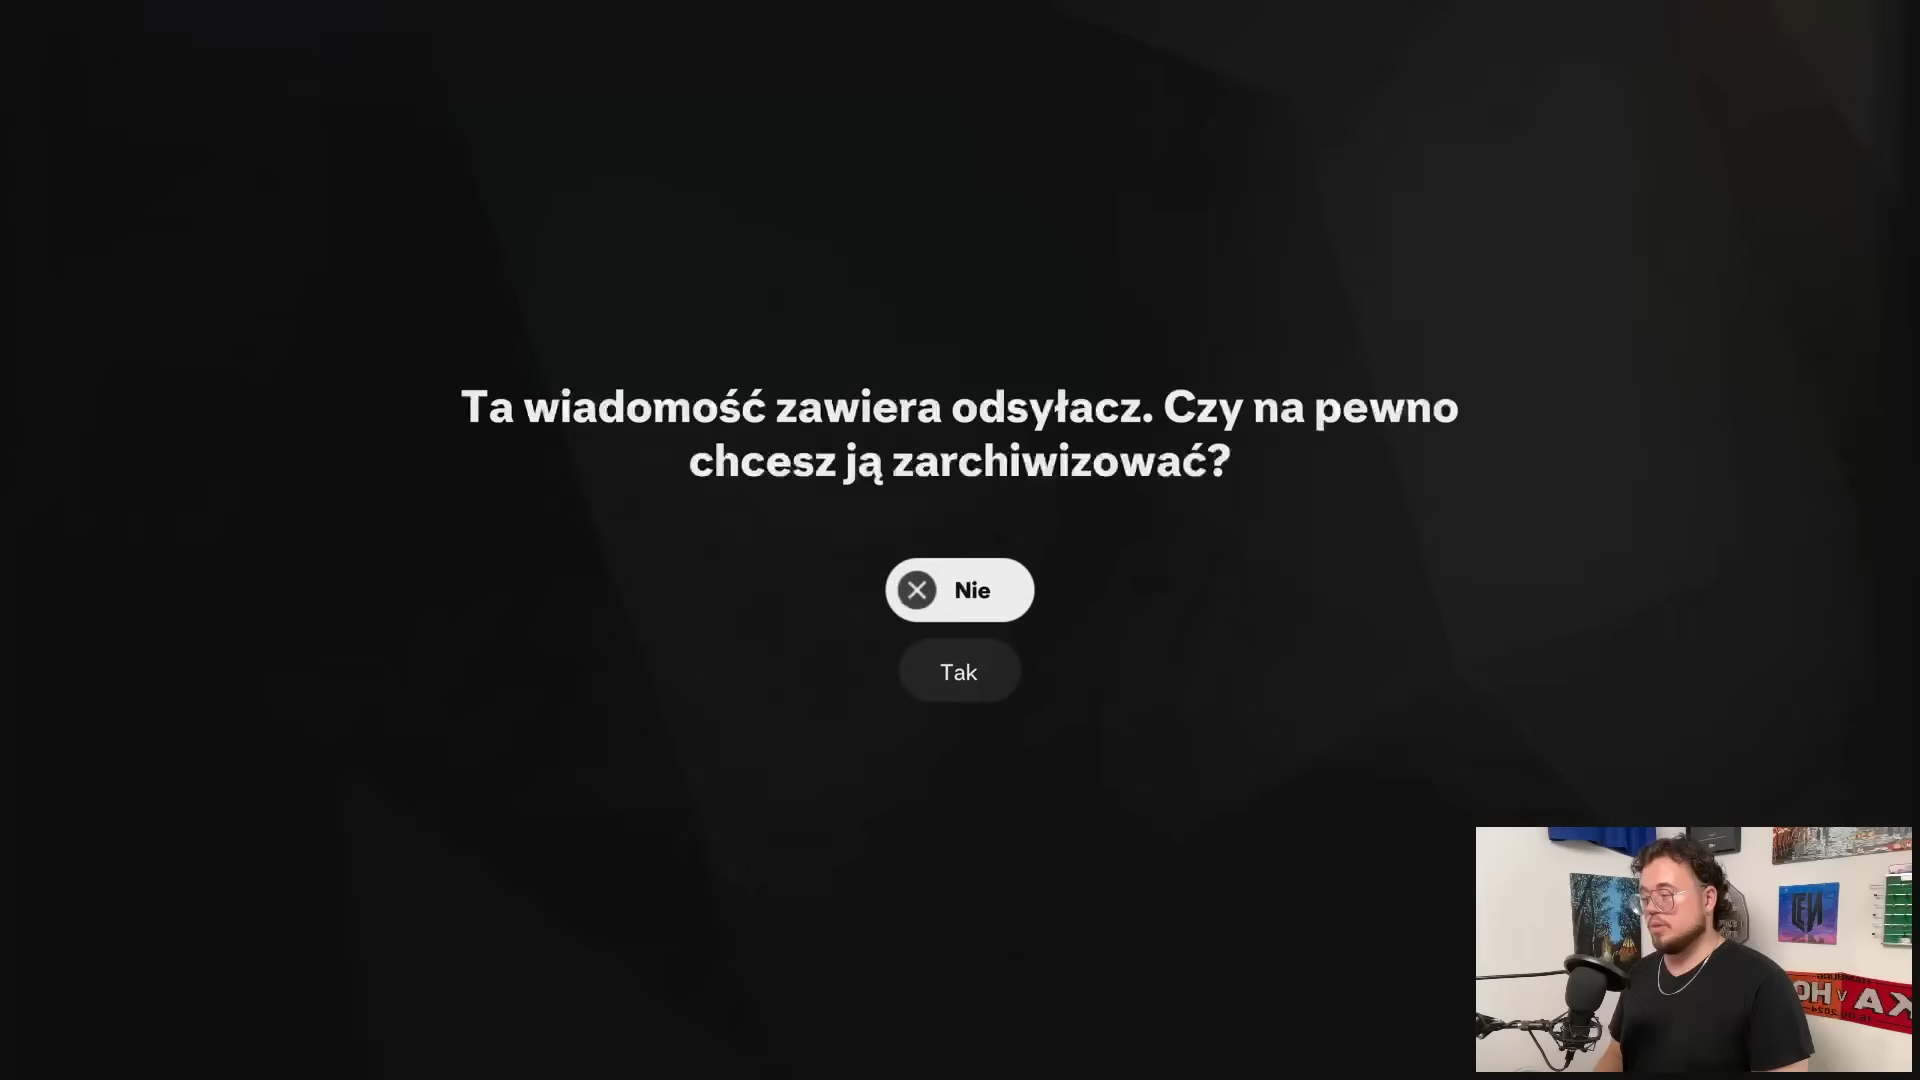 Ta wiadomość zawiera odsyłacz. Czy na pewno
chcesz ją zarchiwizować?
Nie
Tak